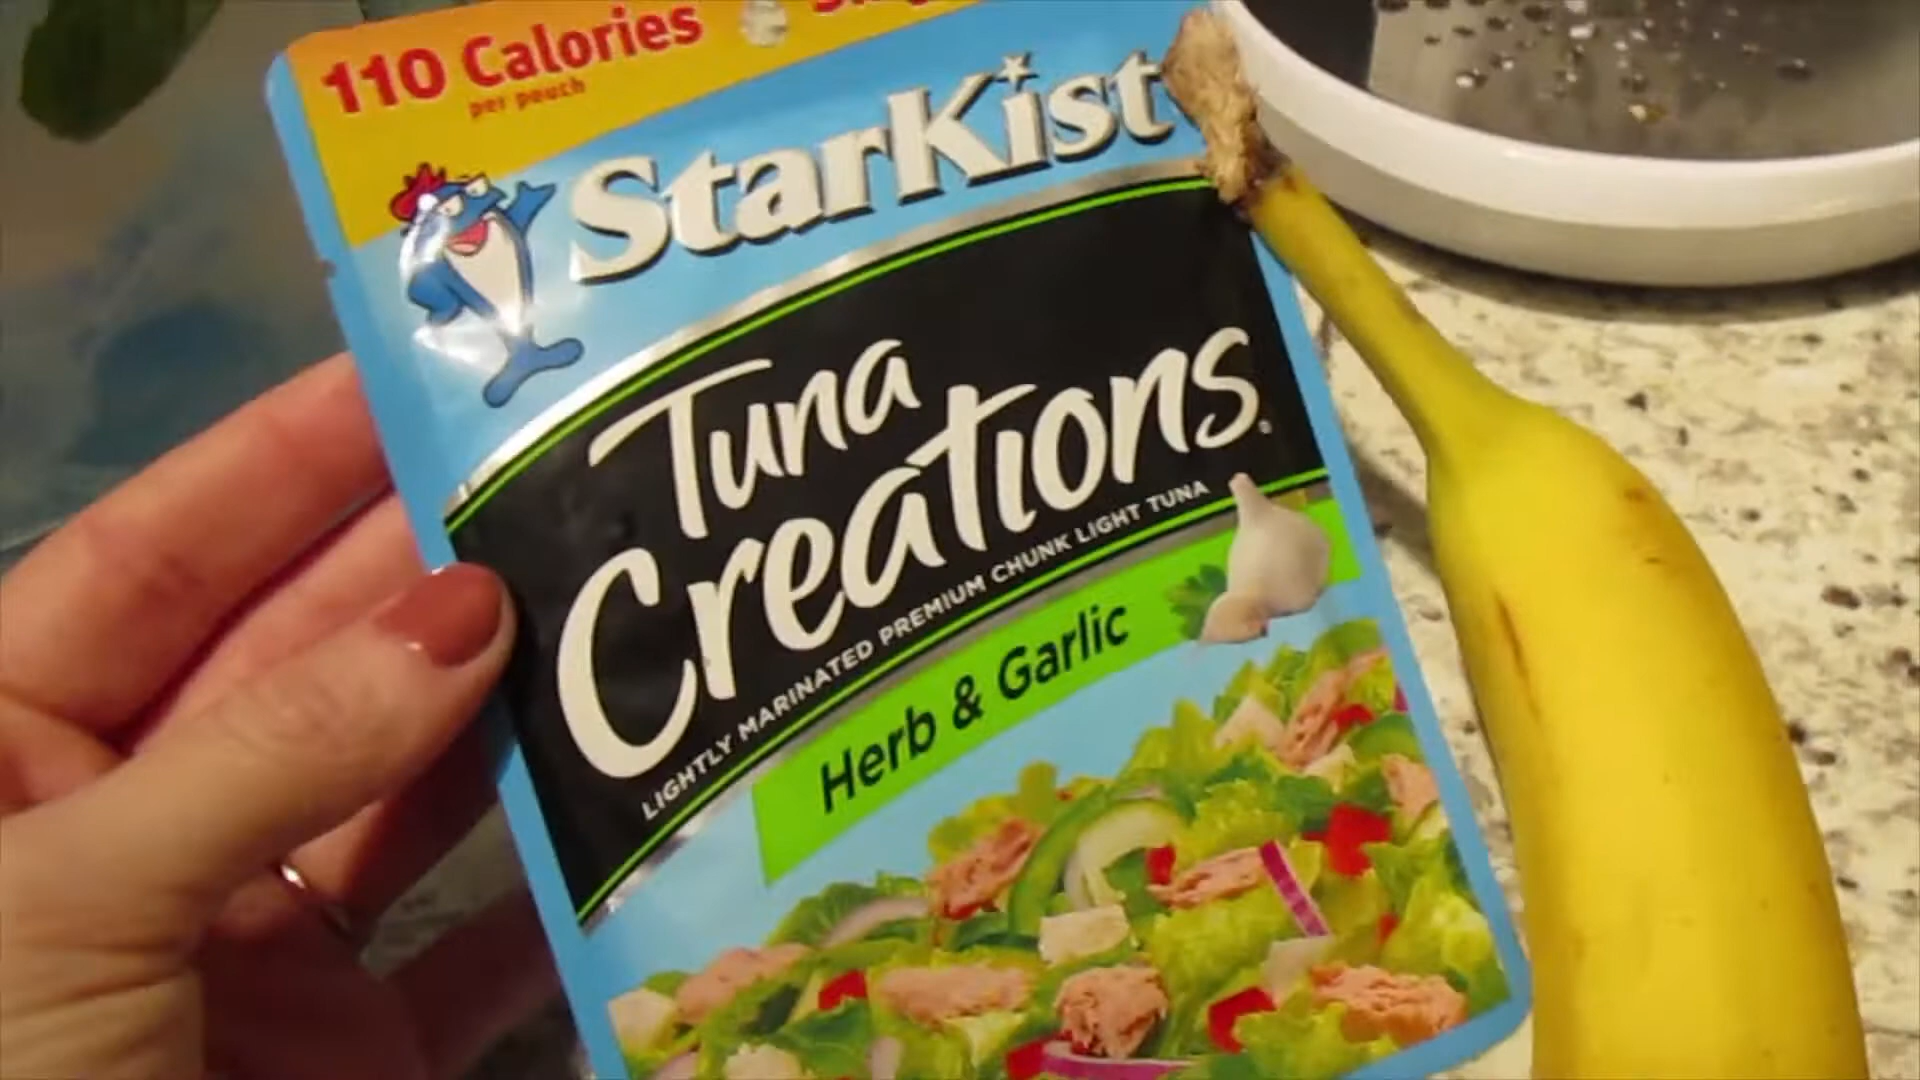 110 Calories
per pouch
StarKist
Tuna
Creations®
LIGHTLY MARINATED PREMIUM CHUNK LIGHT TUNA
Herb & Garlic